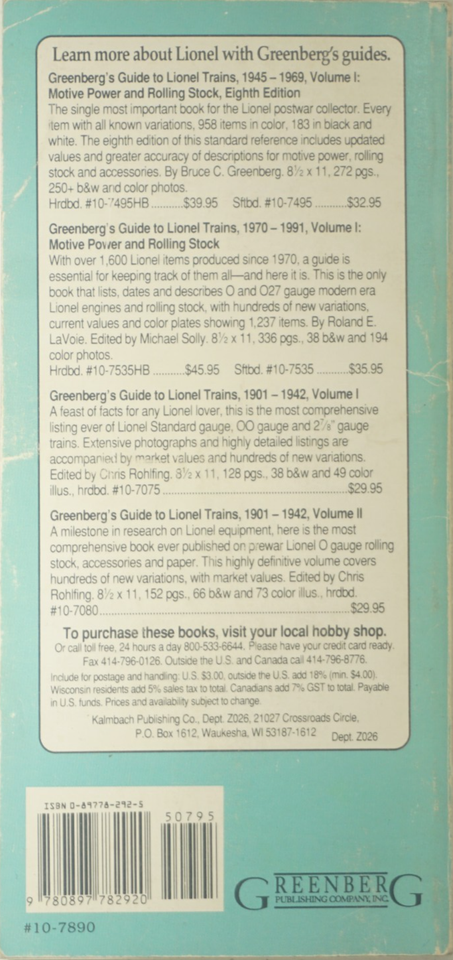 Learn more about Lionel with Greenberg's guides.
Greenberg's Guide to Lionel Trains, 1945 – 1969, Volume I:
Motive Power and Rolling Stock, Eighth Edition
The single most important book for the Lionel postwar collector. Every
item with all known variations, 958 items in color, 183 in black and
white. The eighth edition of this standard reference includes updated
values and greater accuracy of descriptions for motive power, rolling
stock and accessories. By Bruce C. Greenberg. 8½ x 11, 272 pgs.,
250+ b&w and color photos.
Hrdbd. #10-7495HB...........$39.95 Sftbd. #10-7495 ..........$32.95
Greenberg's Guide to Lionel Trains, 1970 – 1991, Volume I:
Motive Power and Rolling Stock
With over 1,600 Lionel items produced since 1970, a guide is
essential for keeping track of them all—and here it is. This is the only
book that lists, dates and describes O and O27 gauge modern era
Lionel engines and rolling stock, with hundreds of new variations,
current values and color plates showing 1,237 items. By Roland E.
LaVoie. Edited by Michael Solly. 8½ x 11, 336 pgs., 38 b&w and 194
color photos.
Hrdbd. #10-7535HB ...........$45.95 Sftbd. #10-7535 ..........$35.95
Greenberg's Guide to Lionel Trains, 1901 – 1942, Volume I
A feast of facts for any Lionel lover, this is the most comprehensive
listing ever of Lionel Standard gauge, OO gauge and 2⅞" gauge
trains. Extensive photographs and highly detailed listings are
accompanied by market values and hundreds of new variations.
Edited by Chris Rohlfing. 8½ x 11, 128 pgs., 38 b&w and 49 color
illus., hrdbd. #10-7075..........................................................$29.95
Greenberg's Guide to Lionel Trains, 1901 – 1942, Volume II
A milestone in research on Lionel equipment, here is the most
comprehensive book ever published on prewar Lionel O gauge rolling
stock, accessories and paper. This highly definitive volume covers
hundreds of new variations, with market values. Edited by Chris
Rohlfing. 8½ x 11, 152 pgs., 66 b&w and 73 color illus., hrdbd.
#10-7080..............................................................................$29.95
To purchase these books, visit your local hobby shop.
Or call toll free, 24 hours a day 800-533-6644. Please have your credit card ready.
Fax 414-796-0126. Outside the U.S. and Canada call 414-796-8776.
Include for postage and handling: U.S. $3.00, outside the U.S. add 18% (min. $4.00).
Wisconsin residents add 5% sales tax to total. Canadians add 7% GST to total. Payable
in U.S. funds. Prices and availability subject to change.
Kalmbach Publishing Co., Dept. Z026, 21027 Crossroads Circle,
P.O. Box 1612, Waukesha, WI 53187-1612 Dept. Z026
ISBN 0-89778-292-5
50795
9 780897 782920
GREENBERG
PUBLISHING COMPANY, INC.
#10-7890